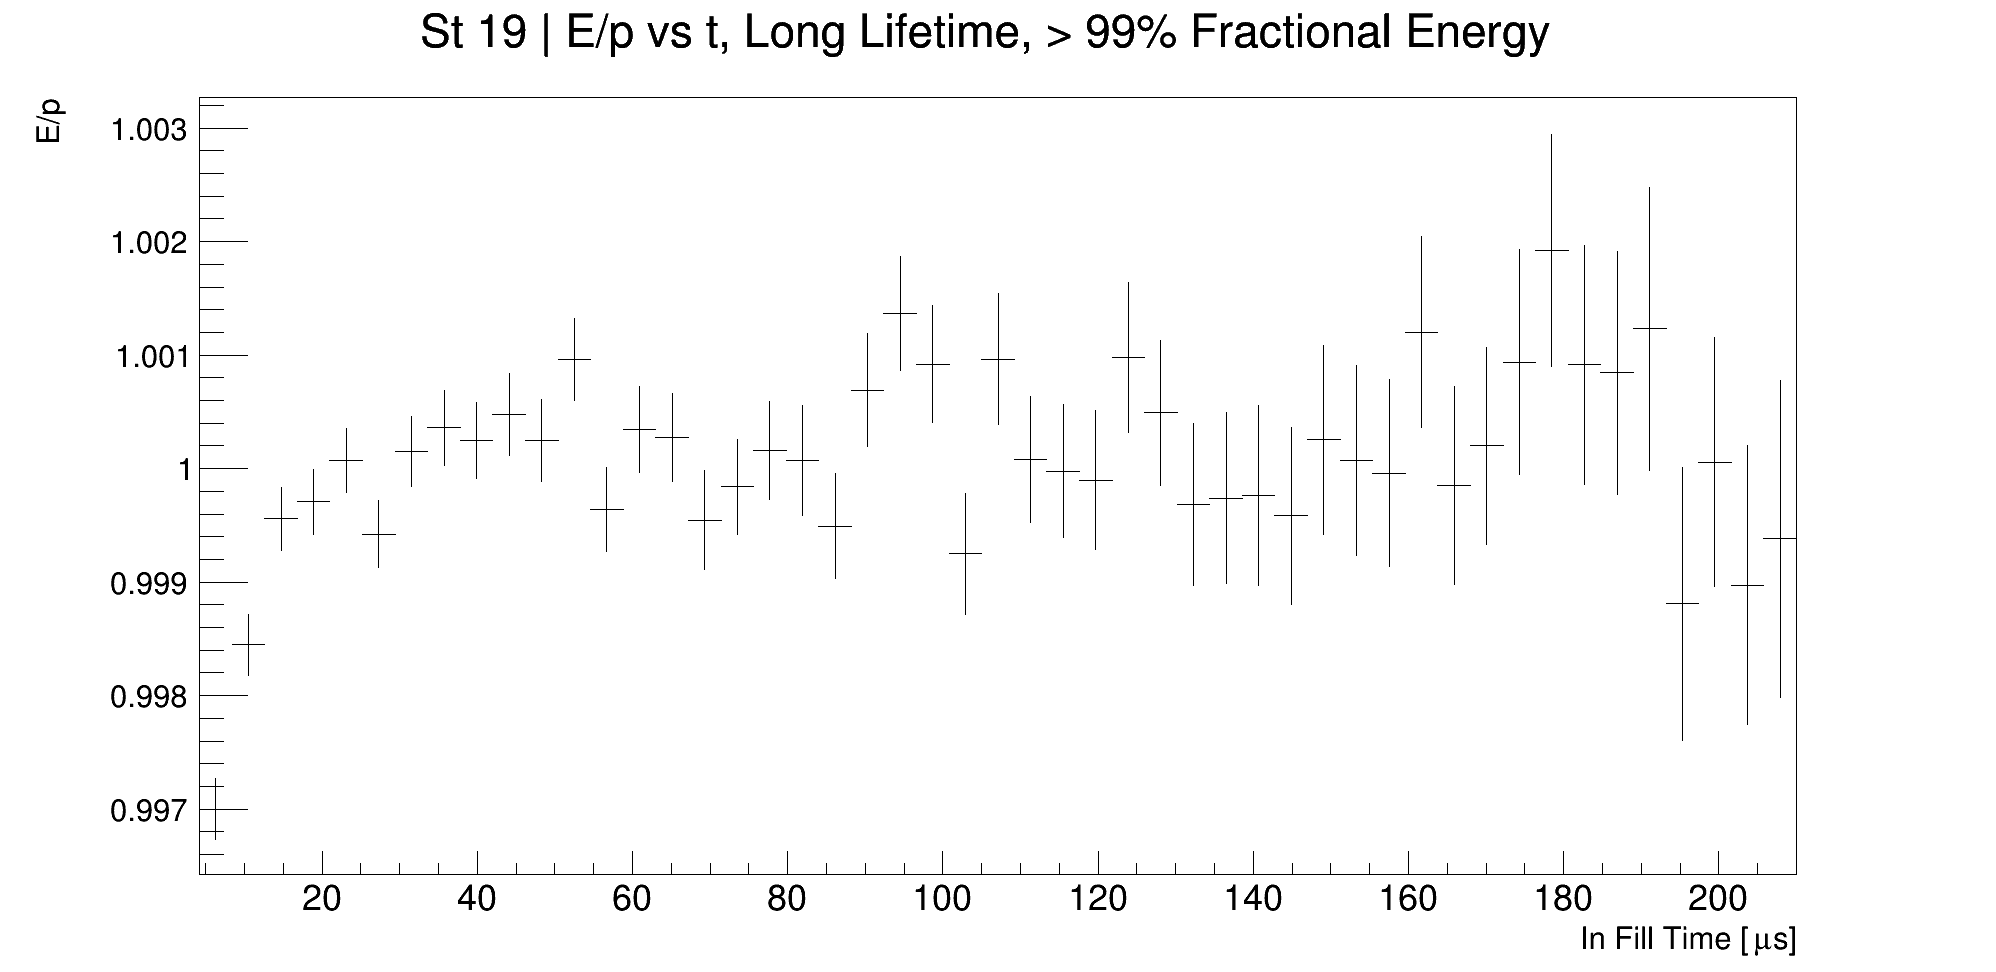 St 19 | E/p vs t, Long Lifetime, > 99% Fractional Energy
E/p
1.003
1.002
1.001
1
0.999
0.998
0.997
20 40 60 80 100 120 140 160 180 200
In Fill Time [μs]